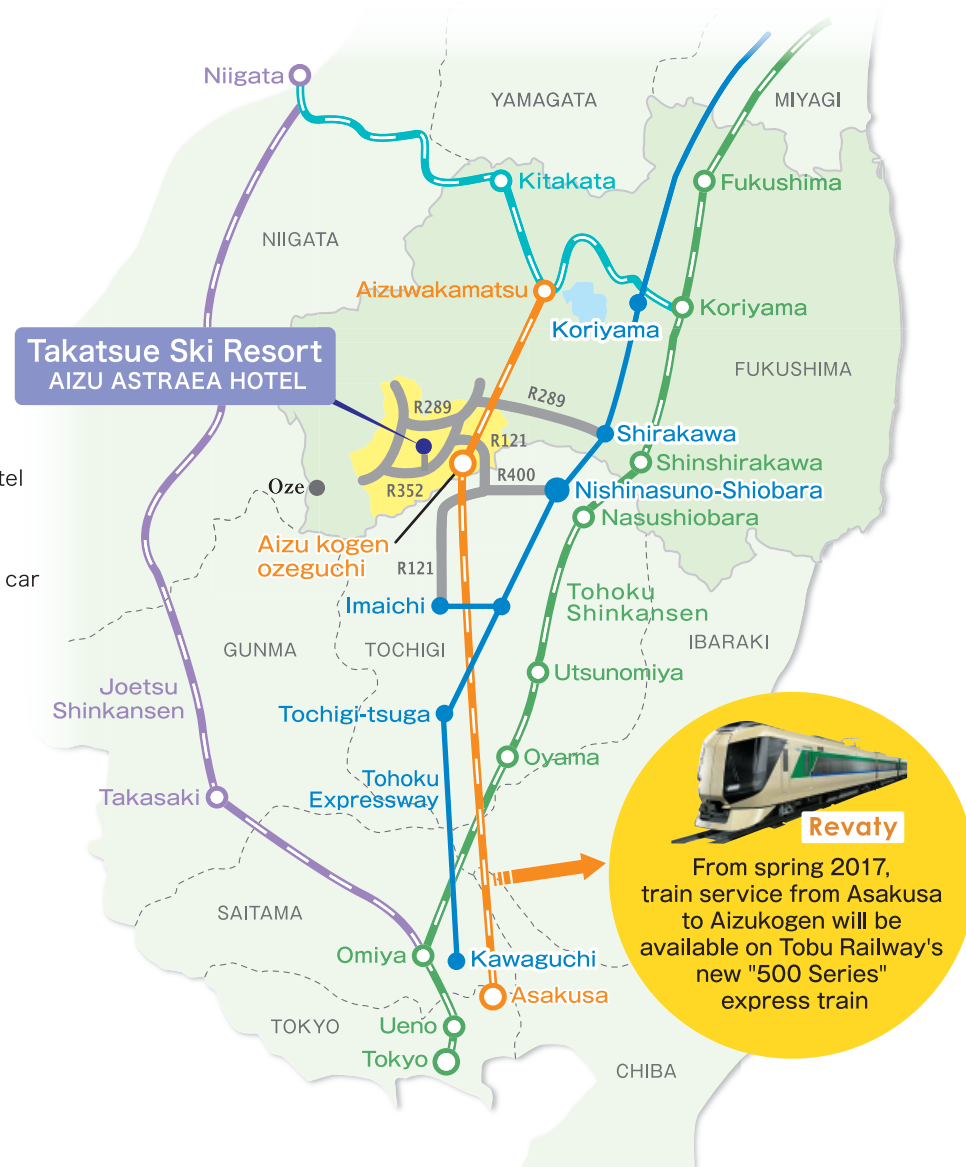 Niigata
YAMAGATA
MIYAGI
Kitakata
Fukushima
NIIGATA
Aizuwakamatsu
Koriyama
Koriyama
Takatsue Ski Resort
AIZU ASTRAEA HOTEL
FUKUSHIMA
R289
R289
R121
Shirakawa
Shinshirakawa
tel
Oze
R352
R400
Nishinasuno-Shiobara
Nasushiobara
Aizu kogen
ozeguchi
R121
car
Imaichi
Tohoku
Shinkansen
GUNMA
TOCHIGI
IBARAKI
Utsunomiya
Joetsu
Shinkansen
Tochigi-tsuga
Oyama
Tohoku
Expressway
Takasaki
Revaty
From spring 2017,
train service from Asakusa
to Aizukogen will be
available on Tobu Railway's
new "500 Series"
express train
SAITAMA
Omiya
Kawaguchi
Asakusa
TOKYO
Ueno
Tokyo
CHIBA